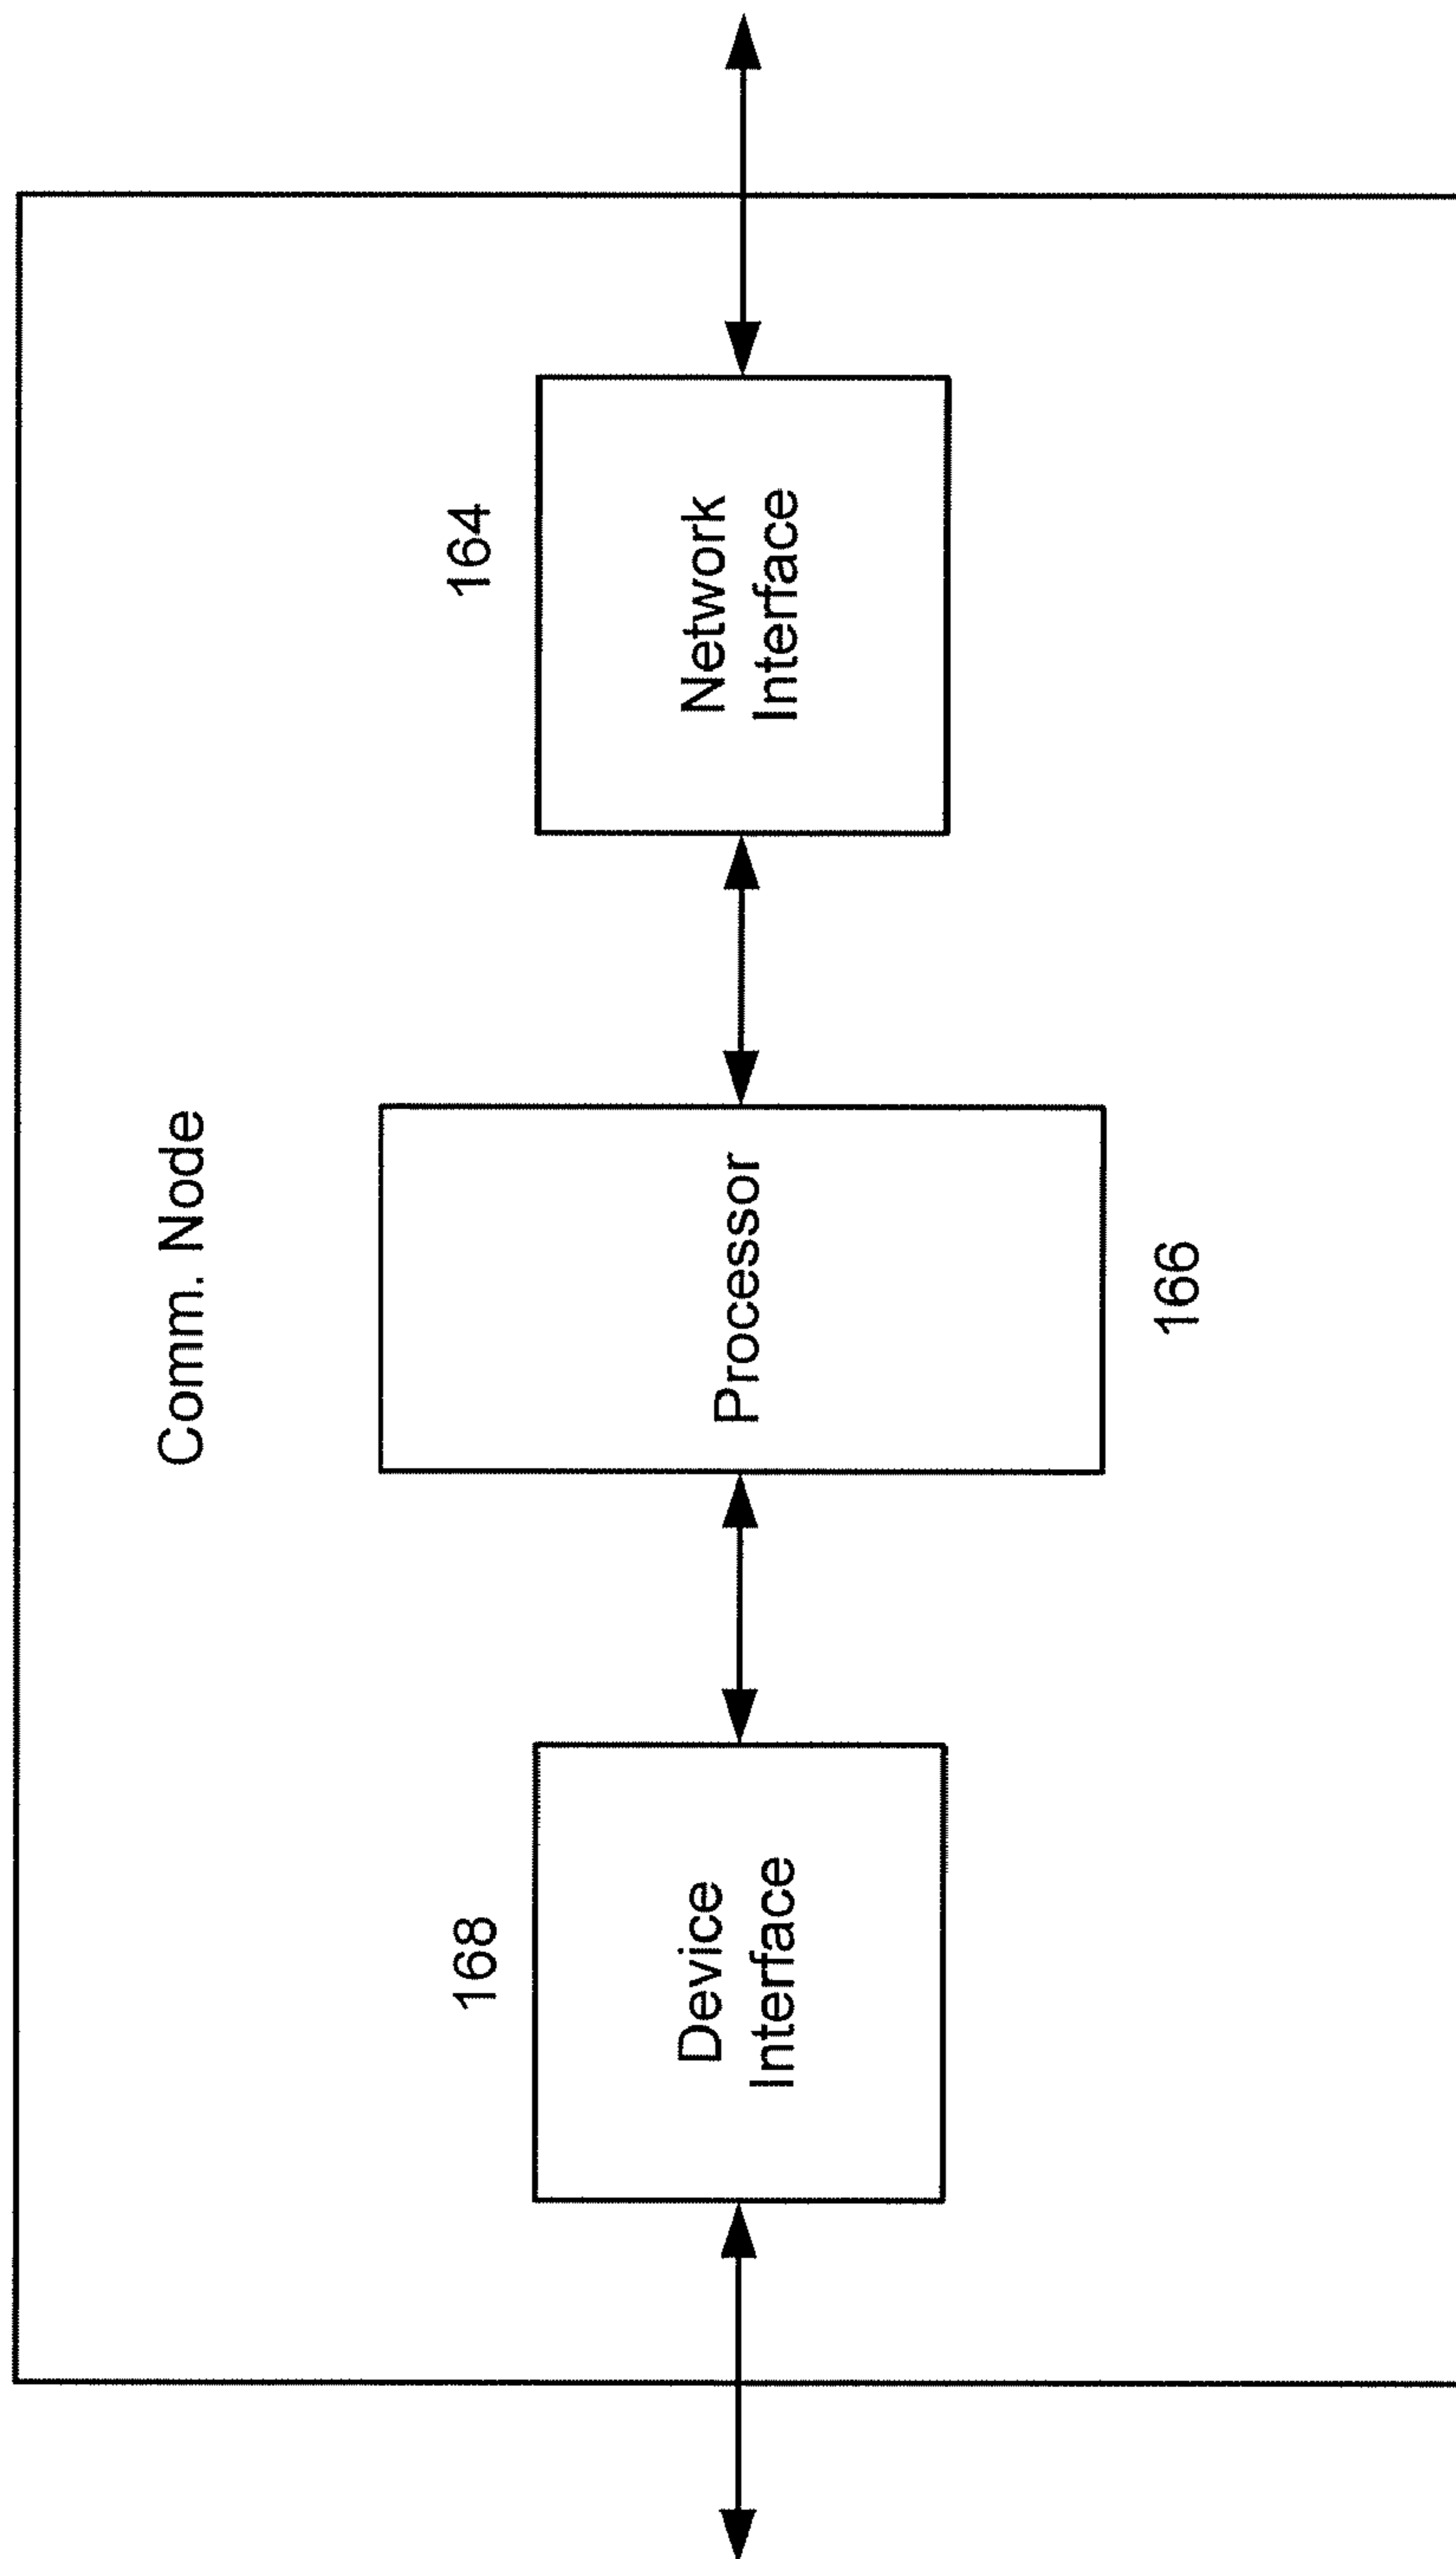 Comm. Node
168
Device
Interface
Processor
166
164
Network
Interface